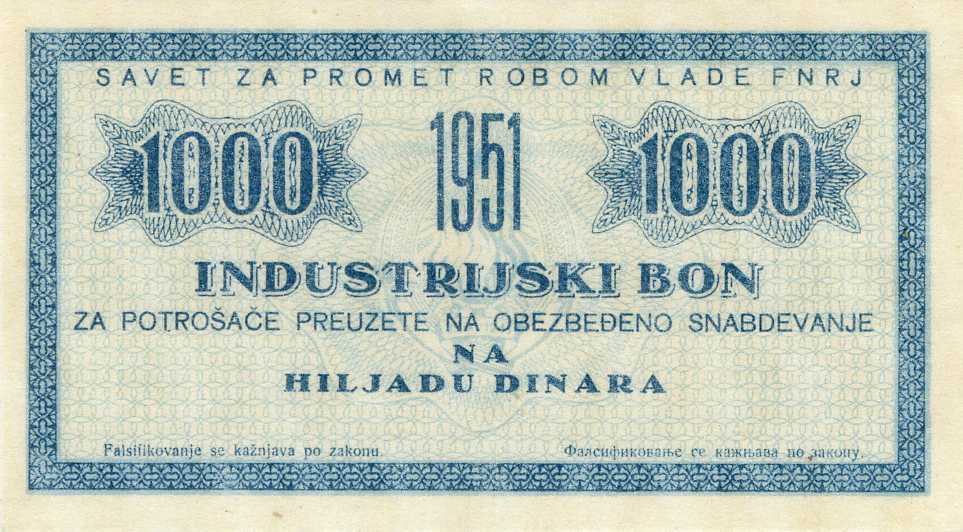 SAVET ZA PROMET ROBOM VLADE FNRJ
1000 1951 1000
INDUSTRIJSKI BON
ZA POTROŠAČE PREUZETE NA OBEZBEĐENO SNABDEVANJE
NA
HILJADU DINARA
Falsifikovanje se kažnjava po zakonu. Фалсификовање се кажњава по закону.